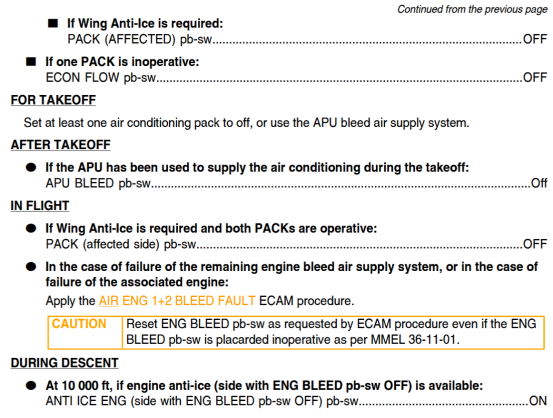 Continued from the previous page
■ If Wing Anti-Ice is required:
PACK (AFFECTED) pb-sw..........................................................................................OFF
■ If one PACK is inoperative:
ECON FLOW pb-sw..........................................................................................OFF
FOR TAKEOFF
Set at least one air conditioning pack to off, or use the APU bleed air supply system.
AFTER TAKEOFF
● If the APU has been used to supply the air conditioning during the takeoff:
APU BLEED pb-sw..........................................................................................Off
IN FLIGHT
● If Wing Anti-Ice is required and both PACKs are operative:
PACK (affected side) pb-sw..........................................................................................OFF
● In the case of failure of the remaining engine bleed air supply system, or in the case of
failure of the associated engine:
Apply the AIR ENG 1+2 BLEED FAULT ECAM procedure.
CAUTION Reset ENG BLEED pb-sw as requested by ECAM procedure even if the ENG
BLEED pb-sw is placarded inoperative as per MMEL 36-11-01.
DURING DESCENT
● At 10 000 ft, if engine anti-ice (side with ENG BLEED pb-sw OFF) is available:
ANTI ICE ENG (side with ENG BLEED pb-sw OFF) pb-sw..................................................ON